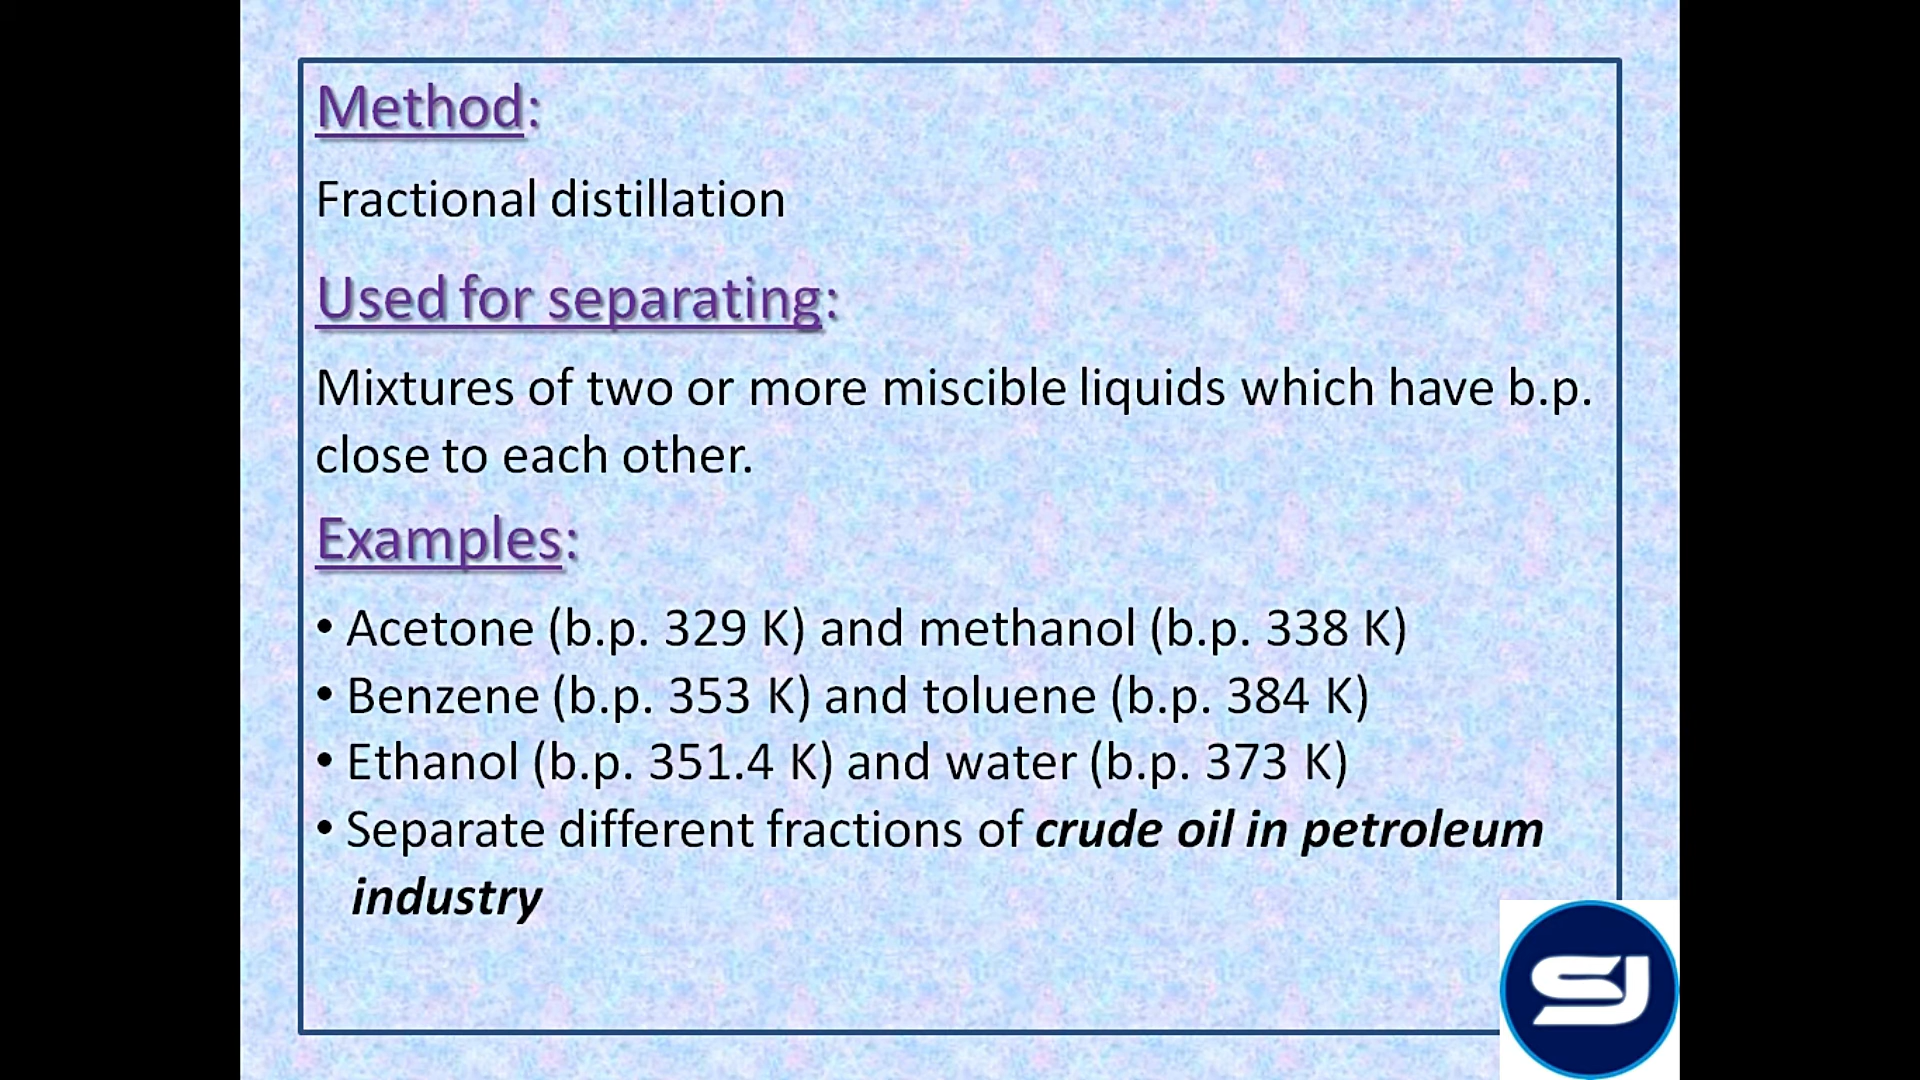 Method:
Fractional distillation
Used for separating:
Mixtures of two or more miscible liquids which have b.p.
close to each other.
Examples:
• Acetone (b.p. 329 K) and methanol (b.p. 338 K)
• Benzene (b.p. 353 K) and toluene (b.p. 384 K)
• Ethanol (b.p. 351.4 K) and water (b.p. 373 K)
• Separate different fractions of crude oil in petroleum
industry
SJ